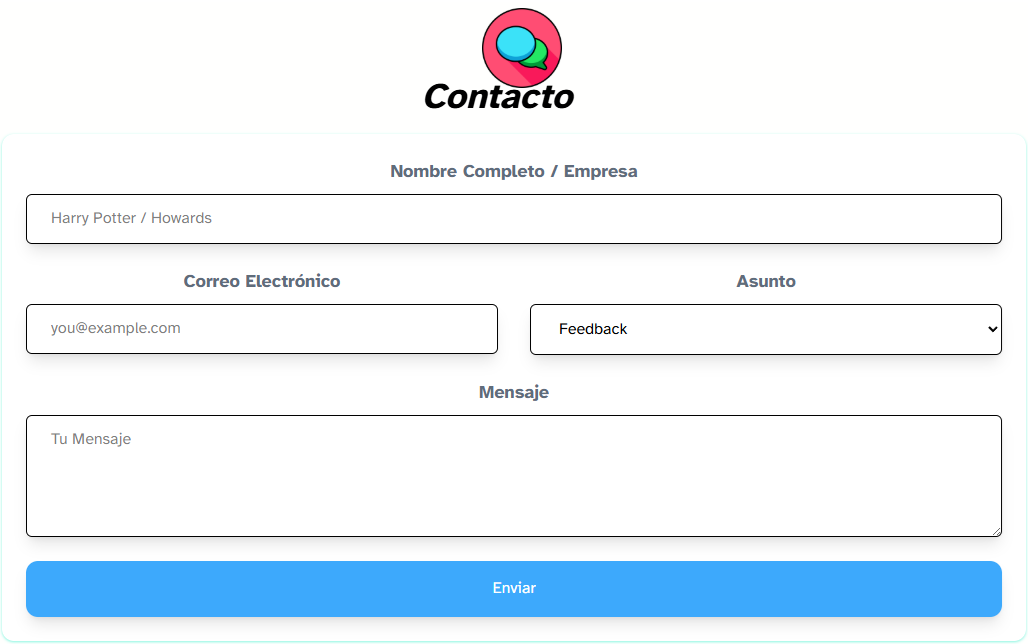 Contacto
Nombre Completo / Empresa
Harry Potter / Howards
Correo Electrónico
Asunto
you@example.com
Feedback
Mensaje
Tu Mensaje
Enviar